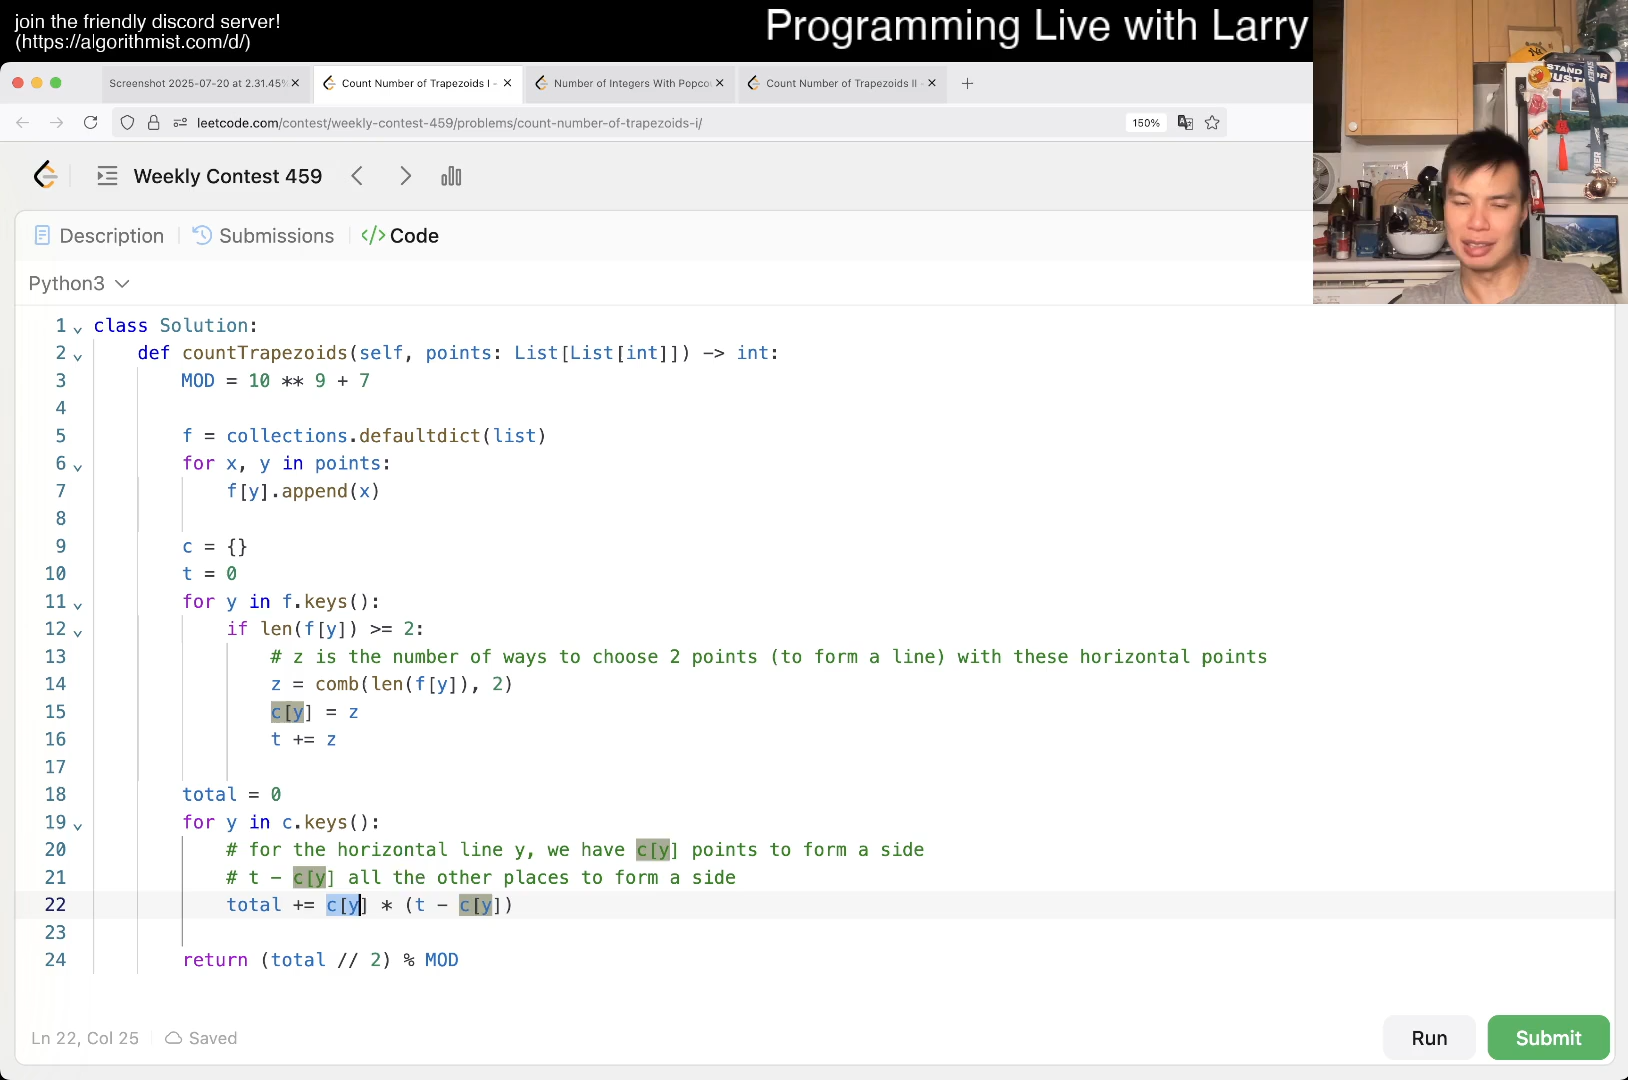 join the friendly discord server!
(https://algorithmist.com/d/)
Programming Live with Larry
Screenshot 2025-07-20 at 2.31.45
Count Number of Trapezoids I -
Number of Integers With Popco
Count Number of Trapezoids II -
leetcode.com/contest/weekly-contest-459/problems/count-number-of-trapezoids-i/
150%
Weekly Contest 459
Description
Submissions
</> Code
Python3
1 class Solution:
2     def countTrapezoids(self, points: List[List[int]]) -> int:
3         MOD = 10 ** 9 + 7
4
5         f = collections.defaultdict(list)
6         for x, y in points:
7             f[y].append(x)
8
9         c = {}
10         t = 0
11         for y in f.keys():
12             if len(f[y]) >= 2:
13                 # z is the number of ways to choose 2 points (to form a line) with these horizontal points
14                 z = comb(len(f[y]), 2)
15                 c[y] = z
16                 t += z
17
18         total = 0
19         for y in c.keys():
20             # for the horizontal line y, we have c[y] points to form a side
21             # t - c[y] all the other places to form a side
22             total += c[y] * (t - c[y])
23
24         return (total // 2) % MOD
Ln 22, Col 25
Saved
Run
Submit